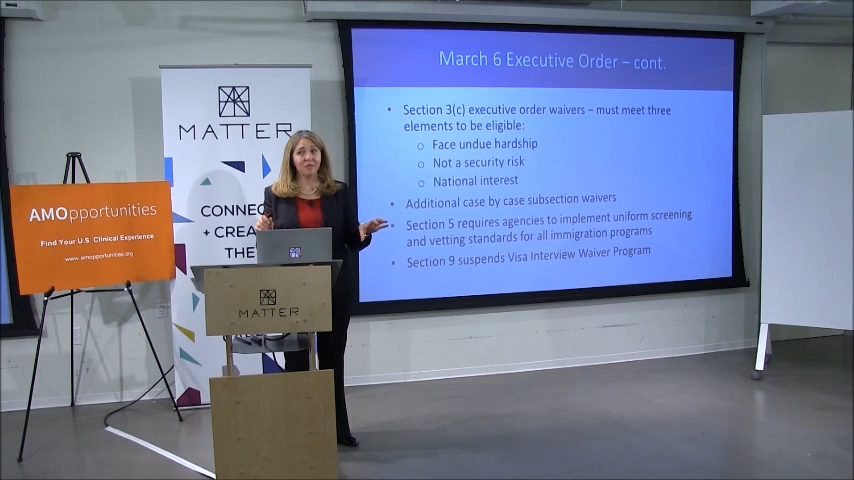 March 6 Executive Order – cont.
• Section 3(c) executive order waivers – must meet three
elements to be eligible:
o Face undue hardship
o Not a security risk
o National interest
• Additional case by case subsection waivers
• Section 5 requires agencies to implement uniform screening
and vetting standards for all immigration programs
• Section 9 suspends Visa Interview Waiver Program
MATTER
CONNEC
+ CREA
THE
AMOpportunities
Find Your U.S. Clinical Experience
www.amopportunities.org
MATTER